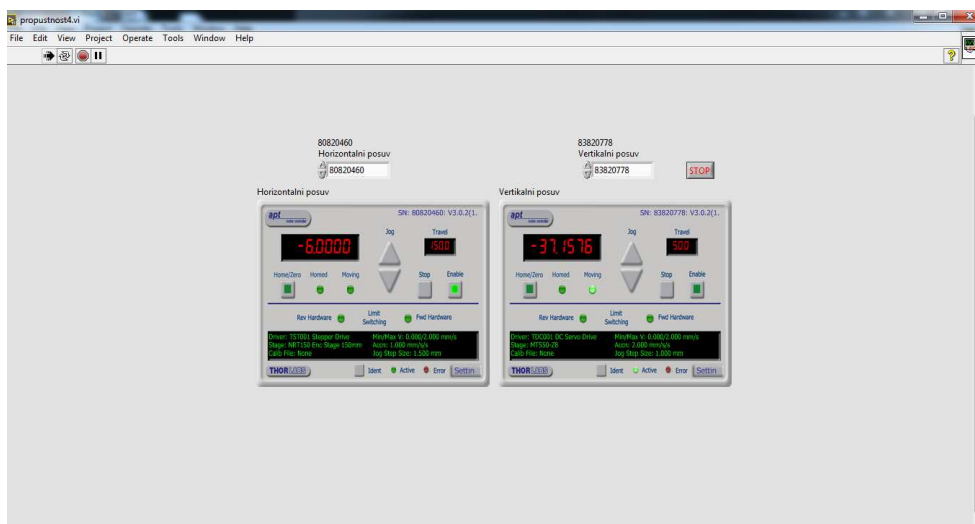 propustnost4.vi
File Edit View Project Operate Tools Window Help
80820460
Horizontalni posuv
80820460
83820778
Vertikalni posuv
83820778
STOP
Horizontalni posuv
apt
SN: 80820460: V3.0.2(1.
-6.0000
Jog
Travel
150.0
Home/Zero Homed Moving Stop Enable
Rev Hardware Limit Switching Fwd Hardware
Driver: TST001 Stepper Drive Min/Max V: 0.000/2.000 mm/s
Stage: NRT150 Enc Stage 150mm Accn: 1.000 mm/s/s
Calib File: None Jog Step Size: 1.500 mm
THORLABS Ident Active Error Settin
Vertikalni posuv
apt
SN: 83820778: V3.0.2(1.
-37.1576
Jog
Travel
50.0
Home/Zero Homed Moving Stop Enable
Rev Hardware Limit Switching Fwd Hardware
Driver: TDC001 DC Servo Drive Min/Max V: 0.000/2.000 mm/s
Stage: MTS50-Z8 Accn: 2.000 mm/s/s
Calib File: None Jog Step Size: 1.000 mm
THORLABS Ident Active Error Settin